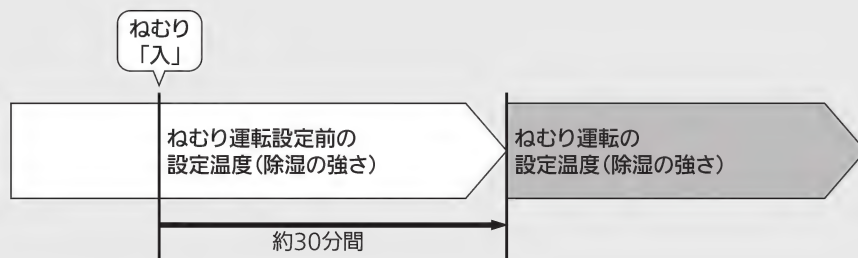 ねむり
「入」
ねむり運転設定前の
設定温度(除湿の強さ)
ねむり運転の
設定温度(除湿の強さ)
約30分間